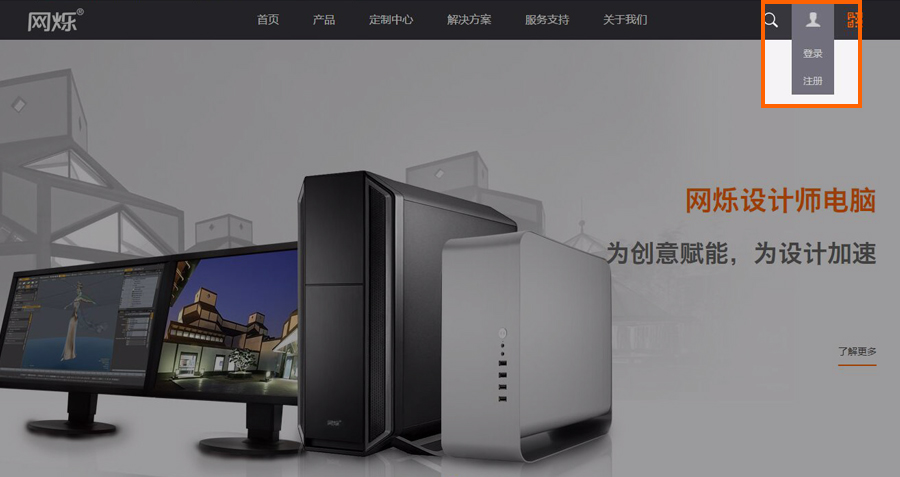 网烁®
首页 产品 定制中心 解决方案 服务支持 关于我们
登录
注册
网烁设计师电脑
为创意赋能，为设计加速
了解更多